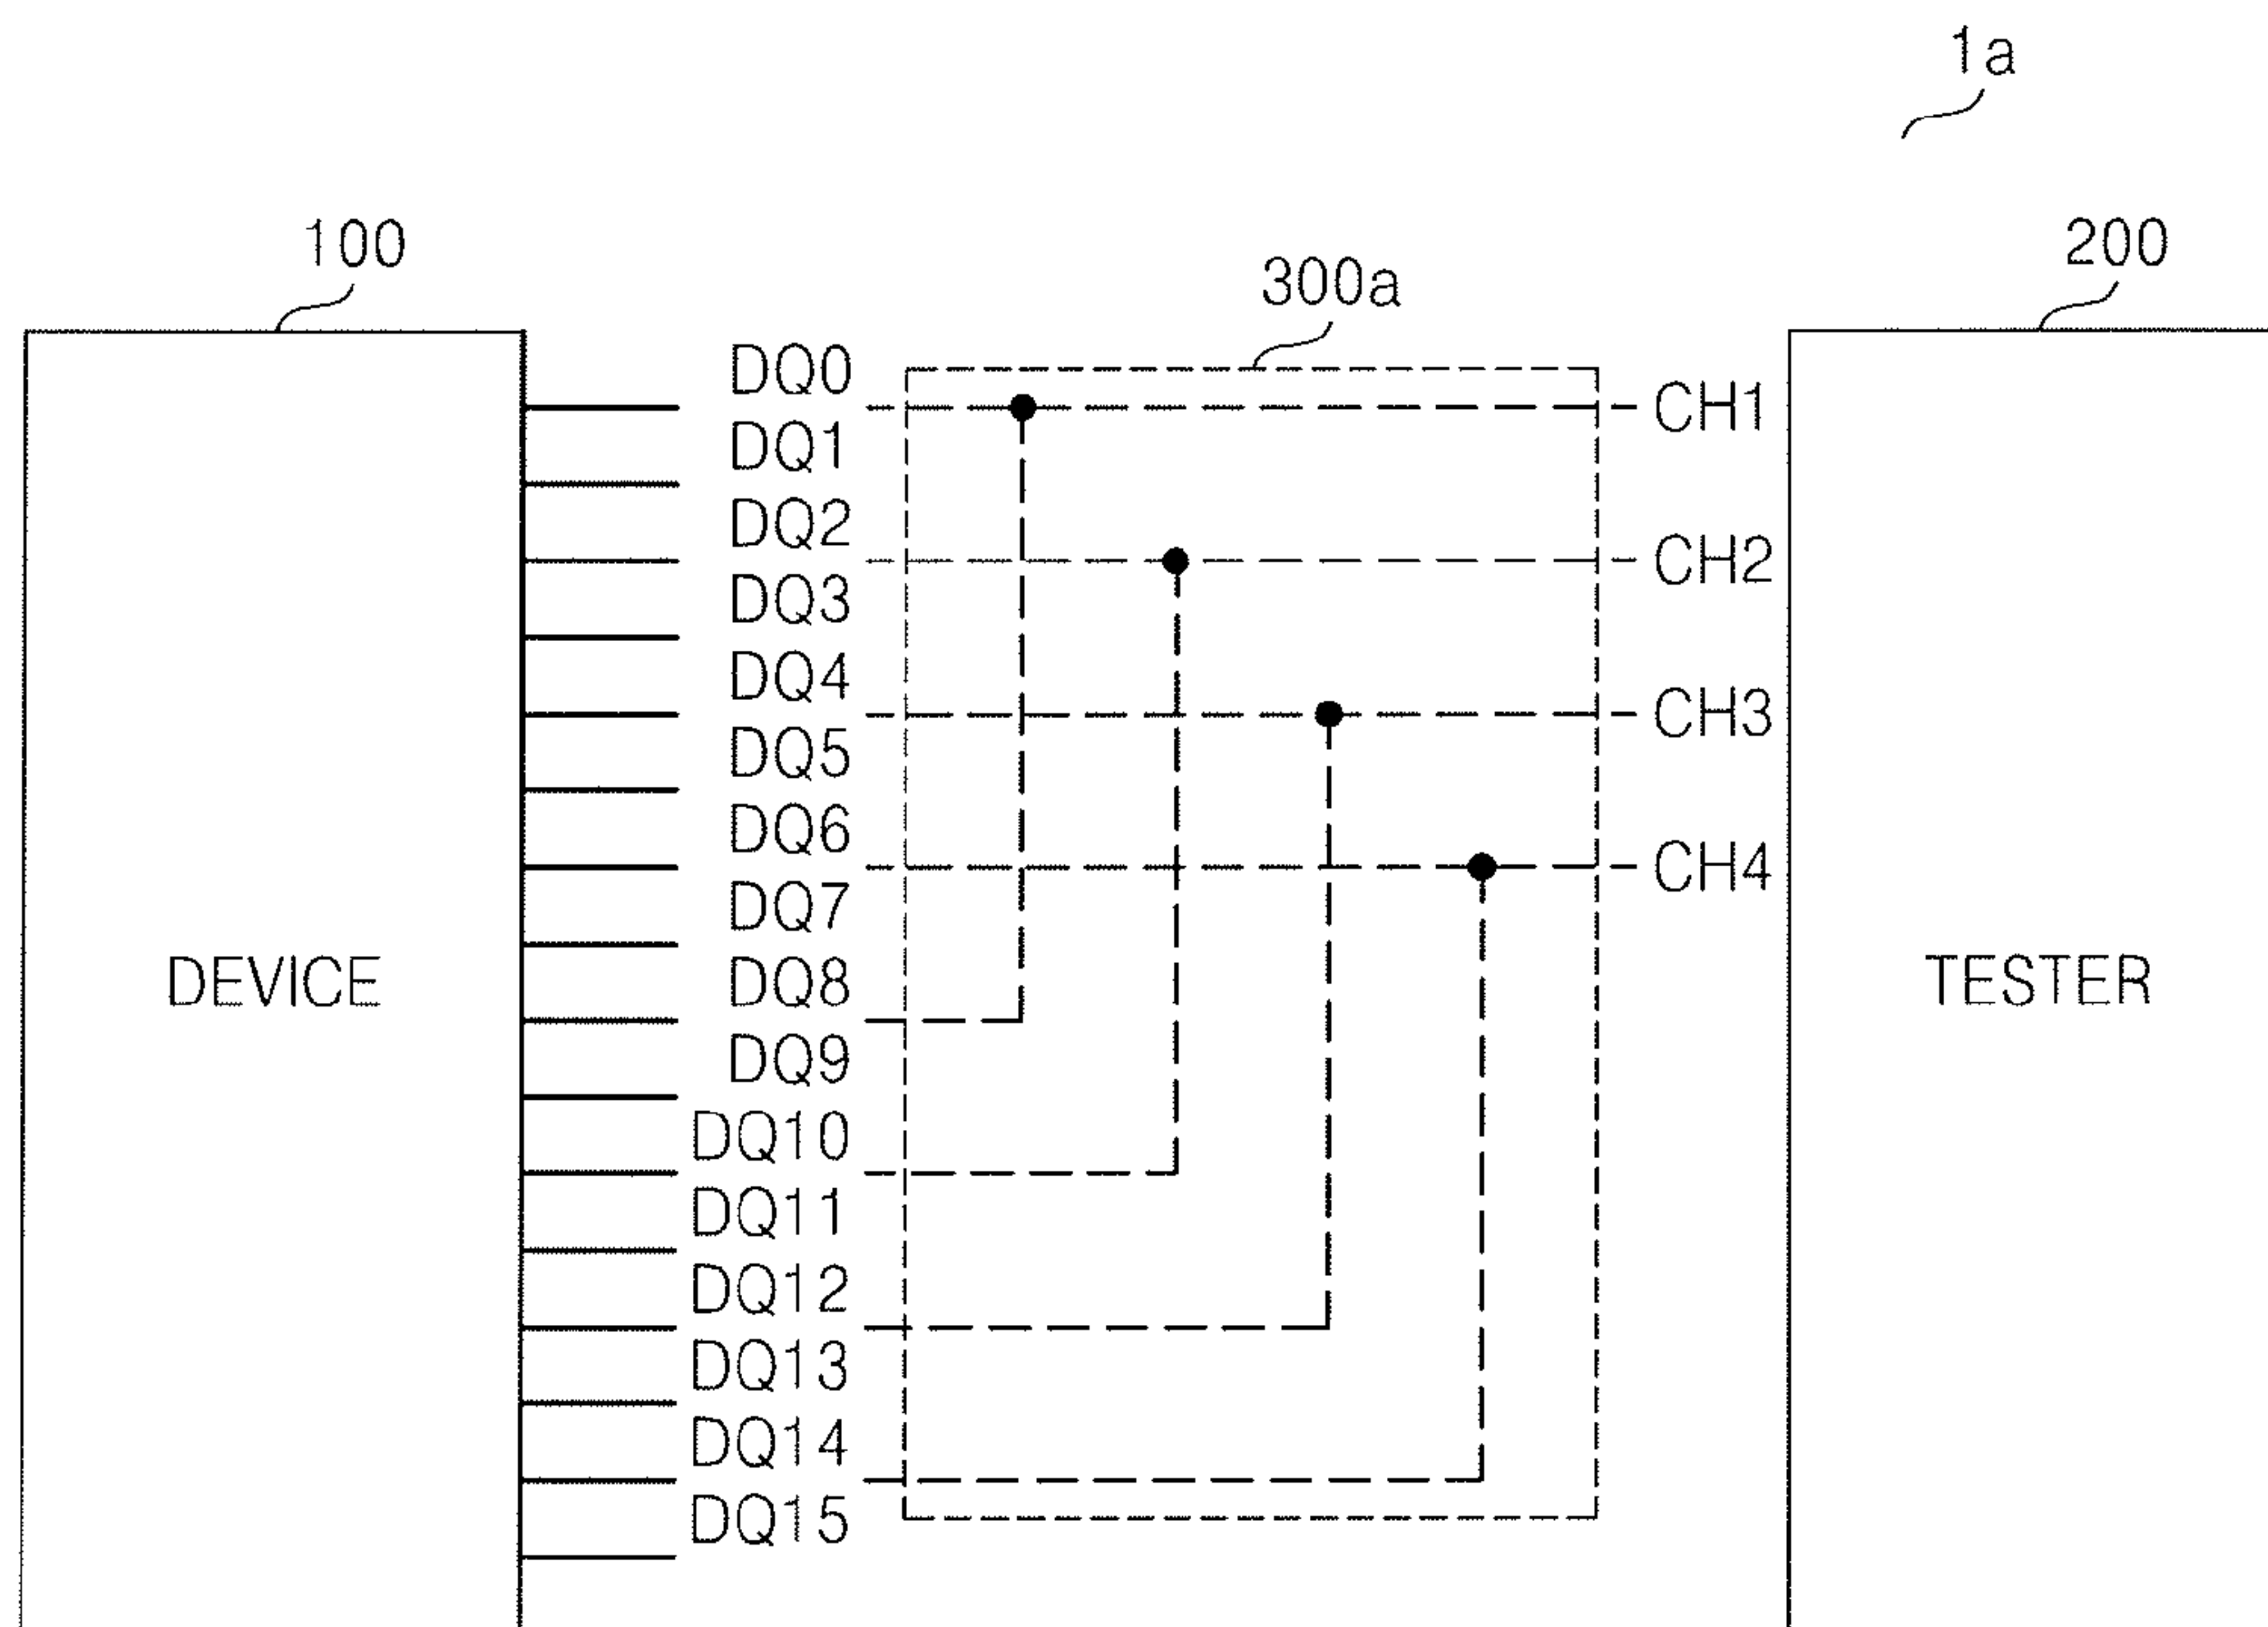 1a
100
300a
200
DQ0
CH1
DQ1
DQ2
CH2
DQ3
DQ4
CH3
DQ5
DQ6
CH4
DQ7
DEVICE
DQ8
TESTER
DQ9
DQ10
DQ11
DQ12
DQ13
DQ14
DQ15